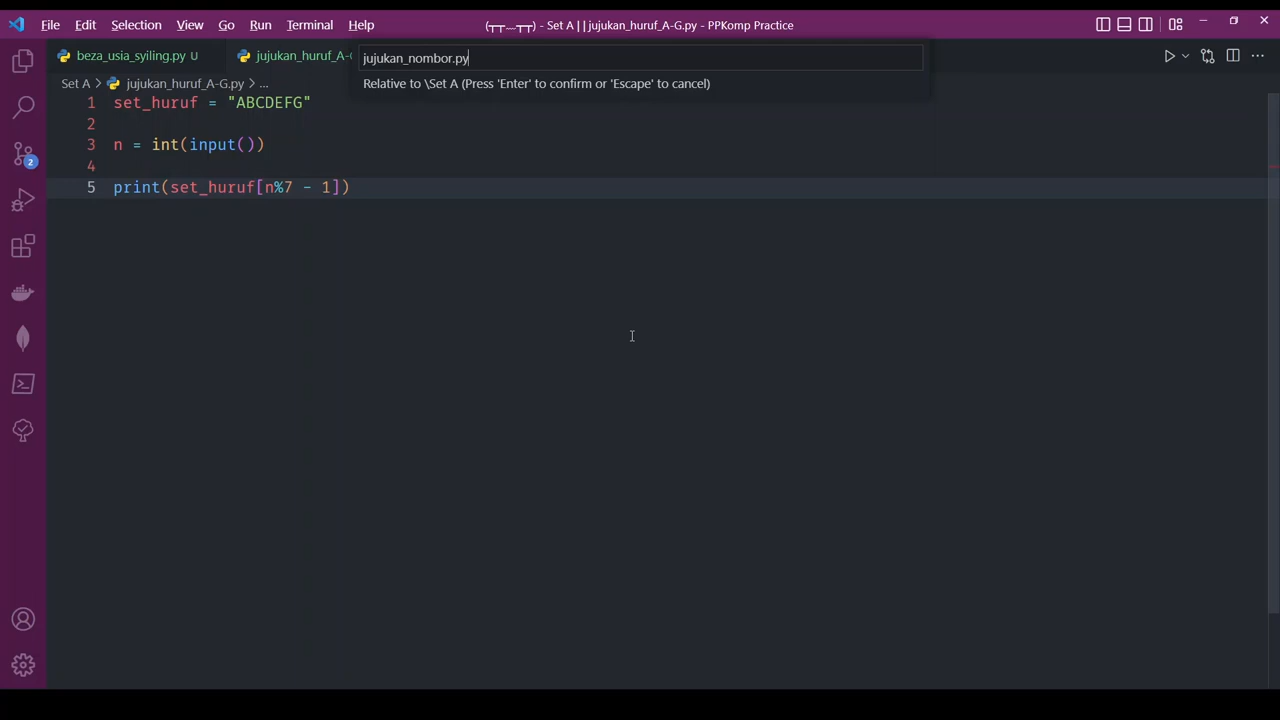 File Edit Selection View Go Run Terminal Help (┬┬﹏┬┬) - Set A | | jujukan_huruf_A-G.py - PPKomp Practice
beza_usia_syiling.py U jujukan_huruf_A-( jujukan_nombor.py
Relative to \Set A (Press 'Enter' to confirm or 'Escape' to cancel)
Set A > jujukan_huruf_A-G.py > ...
1 set_huruf = "ABCDEFG"
2
3 n = int(input())
4
5 print(set_huruf[n%7 - 1])
2